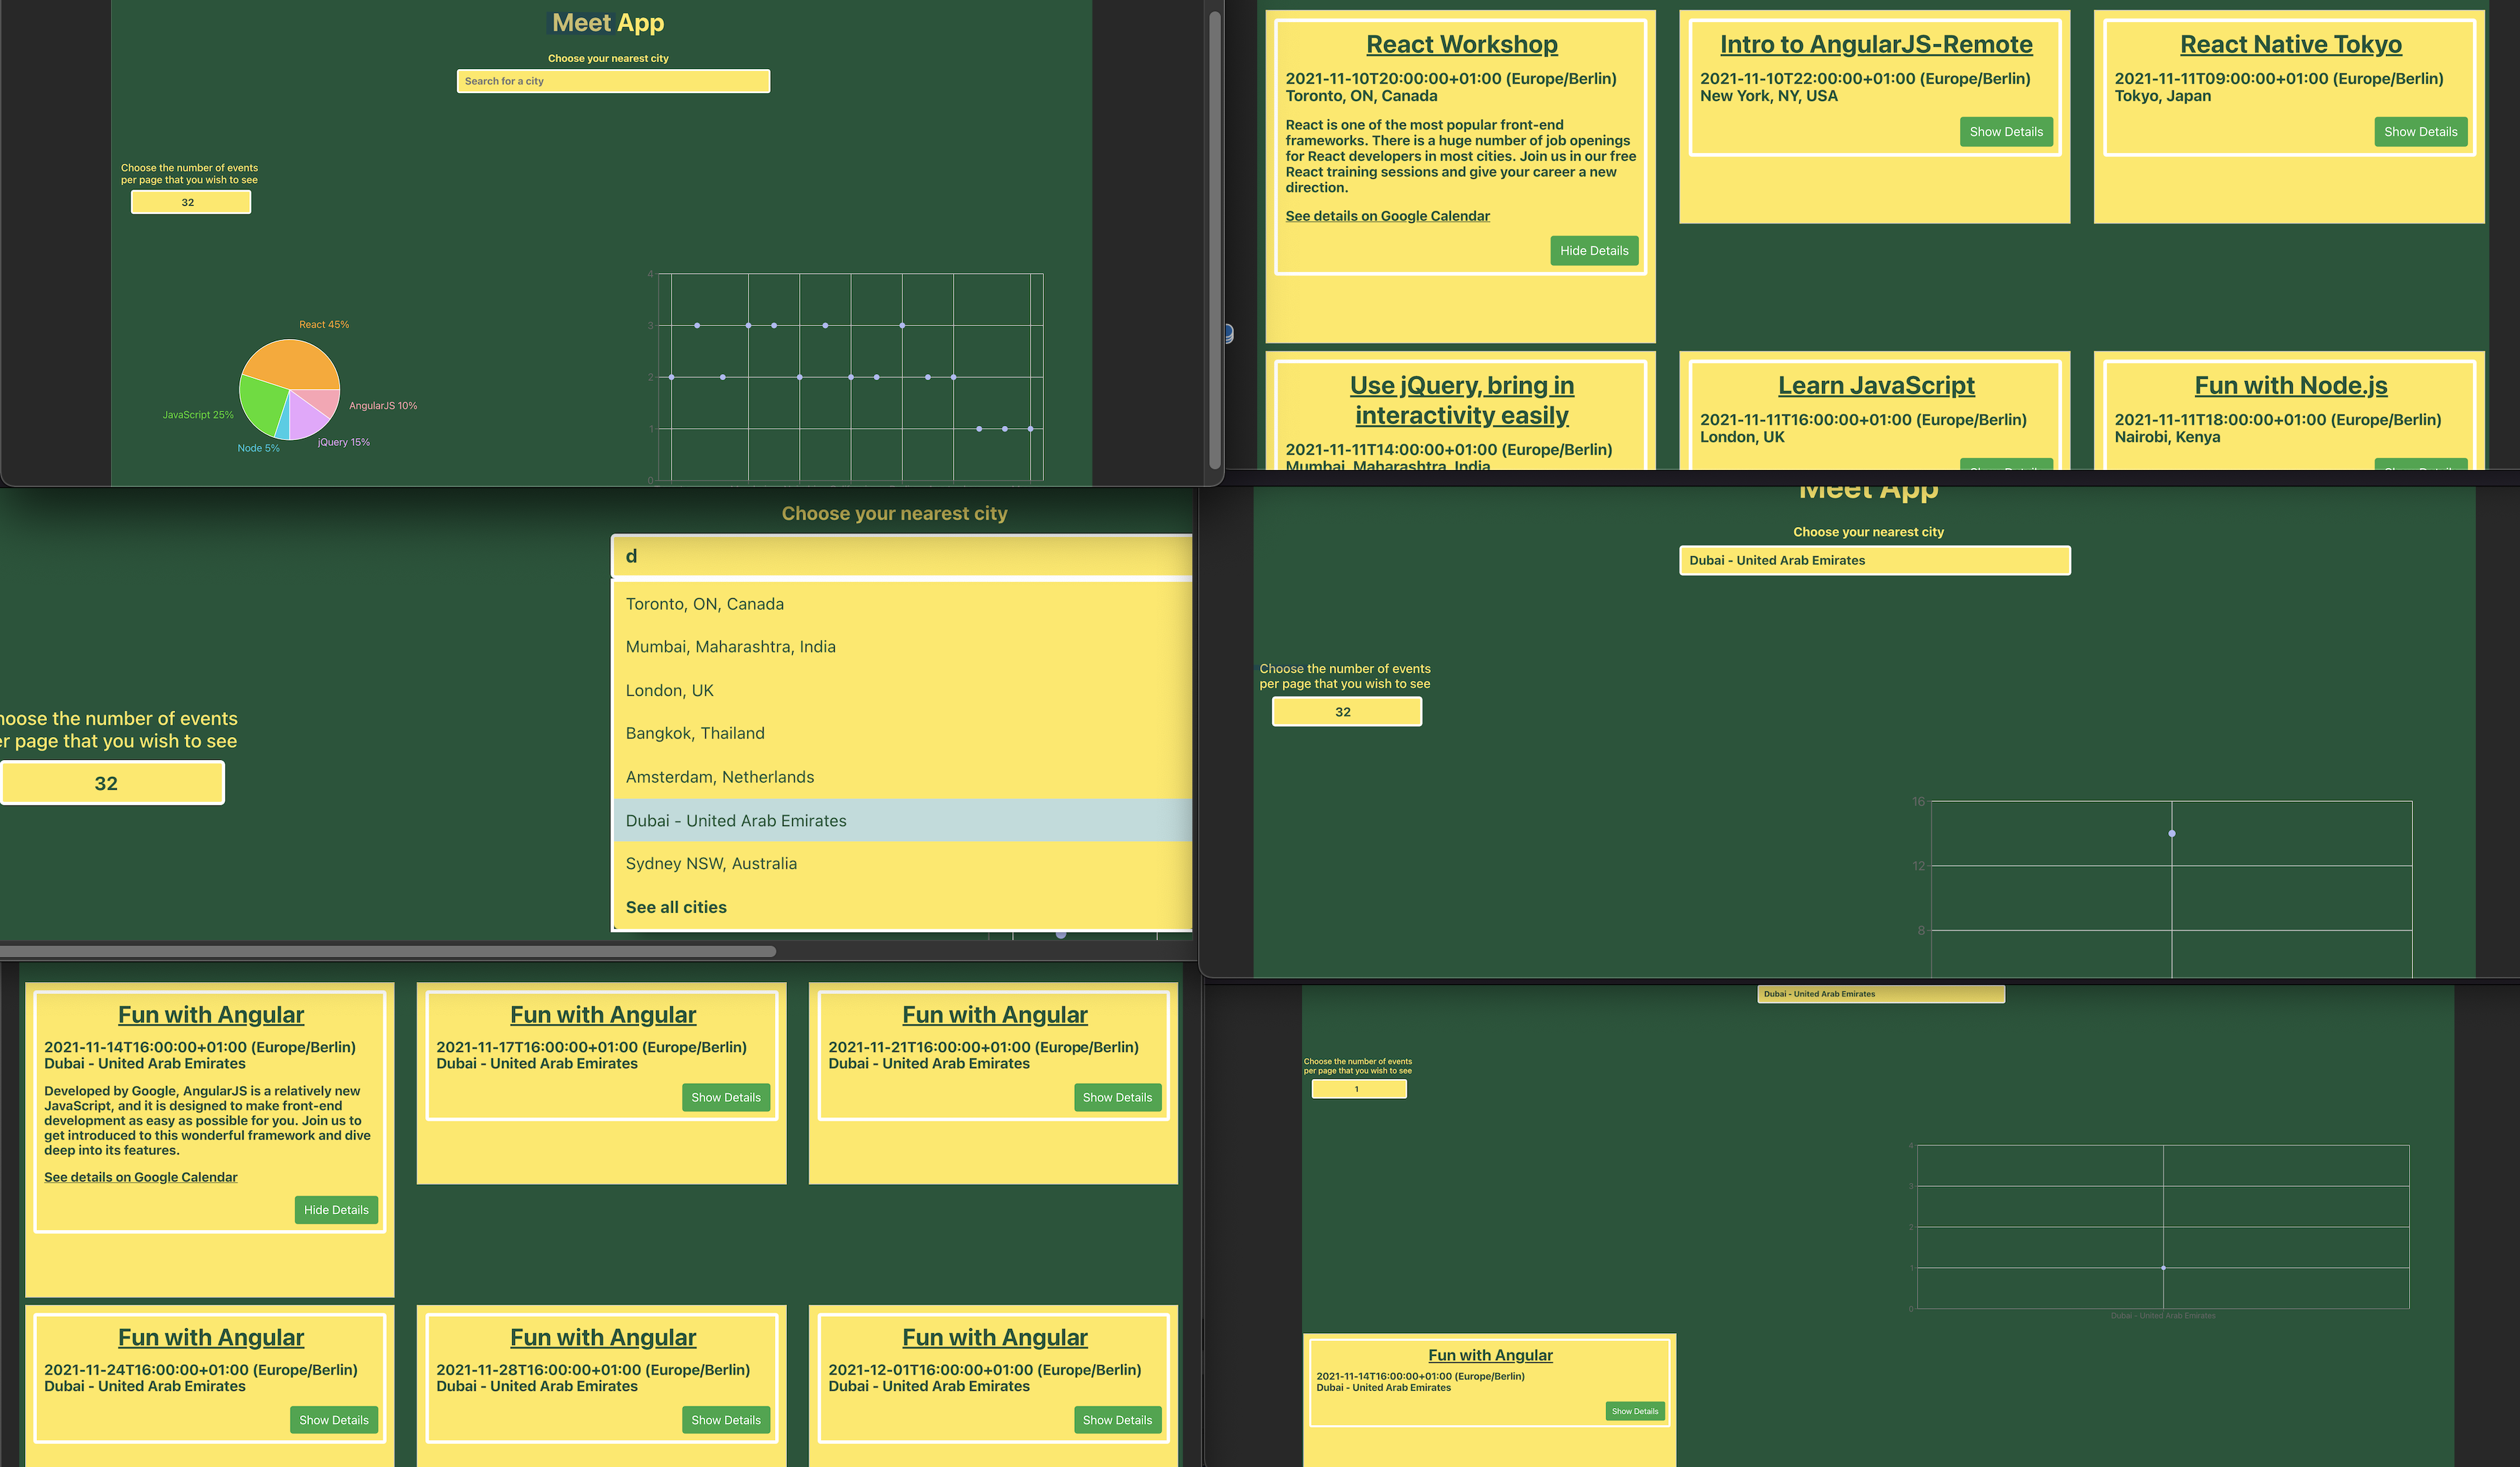 Meet App
Choose your nearest city
Search for a city
Choose the number of events
per page that you wish to see
32
React 45%
AngularJS 10%
jQuery 15%
Node 5%
JavaScript 25%
4
3
2
1
0
React Workshop
2021-11-10T20:00:00+01:00 (Europe/Berlin)
Toronto, ON, Canada
React is one of the most popular front-end
frameworks. There is a huge number of job openings
for React developers in most cities. Join us in our free
React training sessions and give your career a new
direction.
See details on Google Calendar
Hide Details
Intro to AngularJS-Remote
2021-11-10T22:00:00+01:00 (Europe/Berlin)
New York, NY, USA
Show Details
React Native Tokyo
2021-11-11T09:00:00+01:00 (Europe/Berlin)
Tokyo, Japan
Show Details
Use jQuery, bring in
interactivity easily
2021-11-11T14:00:00+01:00 (Europe/Berlin)
Mumbai, Maharashtra, India
Learn JavaScript
2021-11-11T16:00:00+01:00 (Europe/Berlin)
London, UK
Show Details
Fun with Node.js
2021-11-11T18:00:00+01:00 (Europe/Berlin)
Nairobi, Kenya
Show Details
Choose your nearest city
d
Toronto, ON, Canada
Mumbai, Maharashtra, India
London, UK
Bangkok, Thailand
Amsterdam, Netherlands
Dubai - United Arab Emirates
Sydney NSW, Australia
See all cities
hoose the number of events
er page that you wish to see
32
Meet App
Choose your nearest city
Dubai - United Arab Emirates
Choose the number of events
per page that you wish to see
32
16
12
8
Fun with Angular
2021-11-14T16:00:00+01:00 (Europe/Berlin)
Dubai - United Arab Emirates
Developed by Google, AngularJS is a relatively new
JavaScript, and it is designed to make front-end
development as easy as possible for you. Join us to
get introduced to this wonderful framework and dive
deep into its features.
See details on Google Calendar
Hide Details
Fun with Angular
2021-11-17T16:00:00+01:00 (Europe/Berlin)
Dubai - United Arab Emirates
Show Details
Fun with Angular
2021-11-21T16:00:00+01:00 (Europe/Berlin)
Dubai - United Arab Emirates
Show Details
Fun with Angular
2021-11-24T16:00:00+01:00 (Europe/Berlin)
Dubai - United Arab Emirates
Show Details
Fun with Angular
2021-11-28T16:00:00+01:00 (Europe/Berlin)
Dubai - United Arab Emirates
Show Details
Fun with Angular
2021-12-01T16:00:00+01:00 (Europe/Berlin)
Dubai - United Arab Emirates
Show Details
Dubai - United Arab Emirates
Choose the number of events
per page that you wish to see
1
4
3
2
1
0
Dubai - United Arab Emirates
Fun with Angular
2021-11-14T16:00:00+01:00 (Europe/Berlin)
Dubai - United Arab Emirates
Show Details